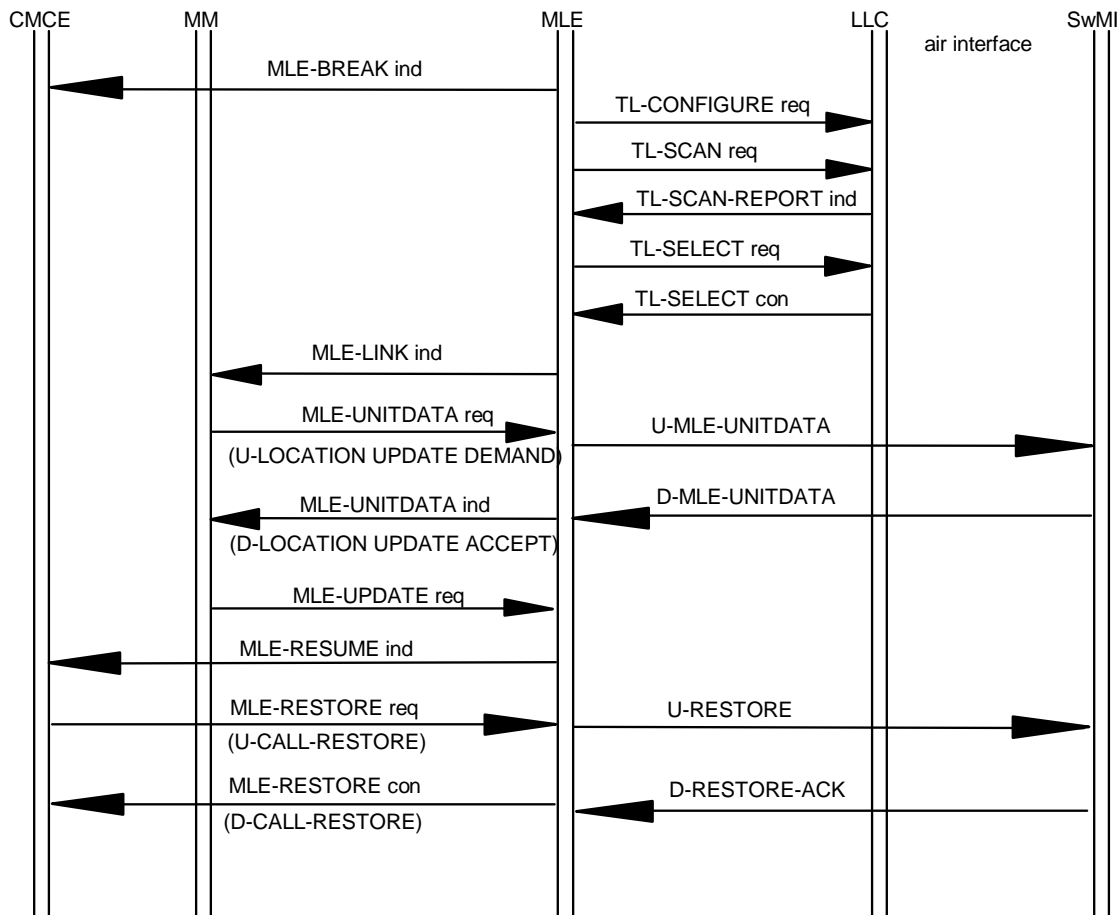 CMCE MM MLE LLC SwMI
air interface
MLE-BREAK ind
TL-CONFIGURE req
TL-SCAN req
TL-SCAN-REPORT ind
TL-SELECT req
TL-SELECT con
MLE-LINK ind
MLE-UNITDATA req
U-MLE-UNITDATA
(U-LOCATION UPDATE DEMAND)
MLE-UNITDATA ind
D-MLE-UNITDATA
(D-LOCATION UPDATE ACCEPT)
MLE-UPDATE req
MLE-RESUME ind
MLE-RESTORE req
U-RESTORE
(U-CALL-RESTORE)
MLE-RESTORE con
D-RESTORE-ACK
(D-CALL-RESTORE)